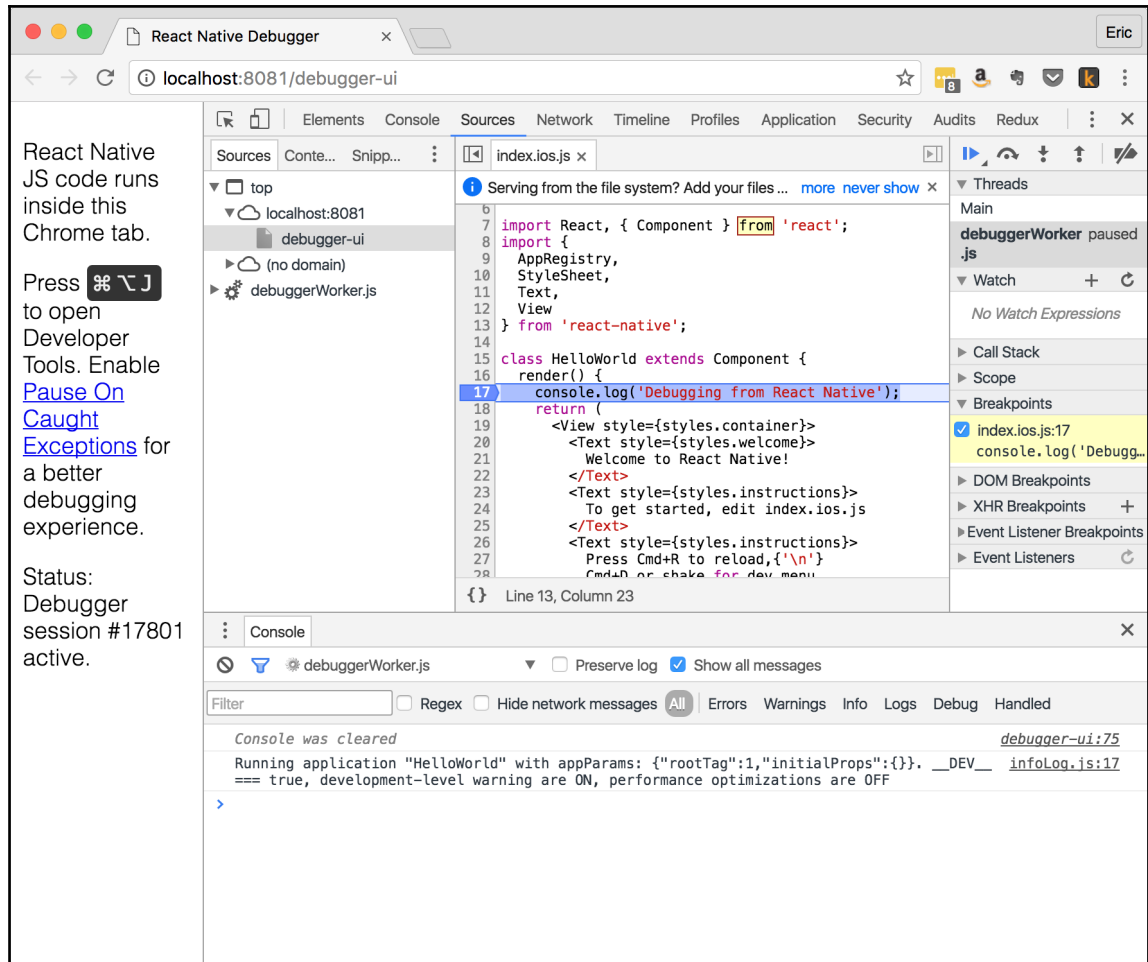 React Native Debugger ×
Eric
localhost:8081/debugger-ui
8
React Native
JS code runs
inside this
Chrome tab.
Press ⌘⌥J
to open
Developer
Tools. Enable
Pause On
Caught
Exceptions for
a better
debugging
experience.
Status:
Debugger
session #17801
active.
Elements Console Sources Network Timeline Profiles Application Security Audits Redux
Sources Conte... Snipp...
top
localhost:8081
debugger-ui
(no domain)
debuggerWorker.js
index.ios.js ×
Serving from the file system? Add your files ... more never show ×
6
7 import React, { Component } from 'react';
8 import {
9 AppRegistry,
10 StyleSheet,
11 Text,
12 View
13 } from 'react-native';
14
15 class HelloWorld extends Component {
16 render() {
17 console.log('Debugging from React Native');
18 return (
19 <View style={styles.container}>
20 <Text style={styles.welcome}>
21 Welcome to React Native!
22 </Text>
23 <Text style={styles.instructions}>
24 To get started, edit index.ios.js
25 </Text>
26 <Text style={styles.instructions}>
27 Press Cmd+R to reload,{'\n'}
28 Cmd+D or shake for dev menu
{} Line 13, Column 23
Threads
Main
debuggerWorker paused
.js
Watch
No Watch Expressions
Call Stack
Scope
Breakpoints
index.ios.js:17
console.log('Debugg…
DOM Breakpoints
XHR Breakpoints
Event Listener Breakpoints
Event Listeners
Console
debuggerWorker.js Preserve log Show all messages
Filter Regex Hide network messages All Errors Warnings Info Logs Debug Handled
Console was cleared debugger-ui:75
Running application "HelloWorld" with appParams: {"rootTag":1,"initialProps":{}}. __DEV__ infoLog.js:17
=== true, development-level warning are ON, performance optimizations are OFF
>